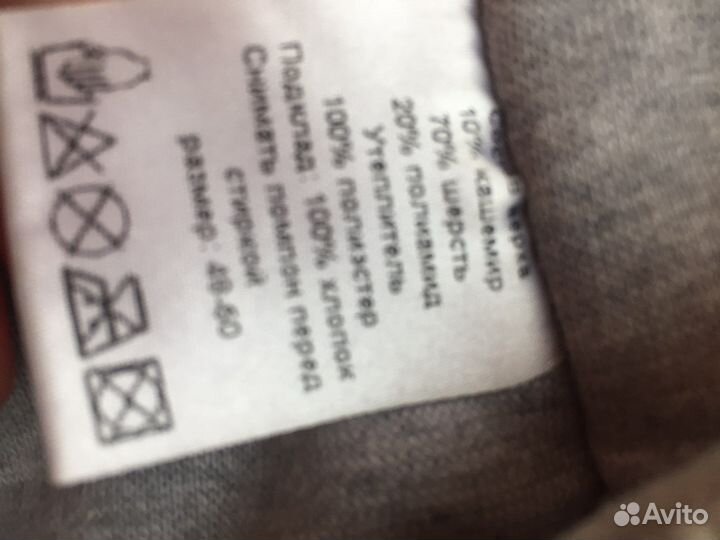 верха
10% кашемир
70% шерсть
20% полиамид
Утеплитель
100% полиэстер
Подклад: 100% хлопок
Снимать помпон перед
стиркой
размер: 48-60
Avito